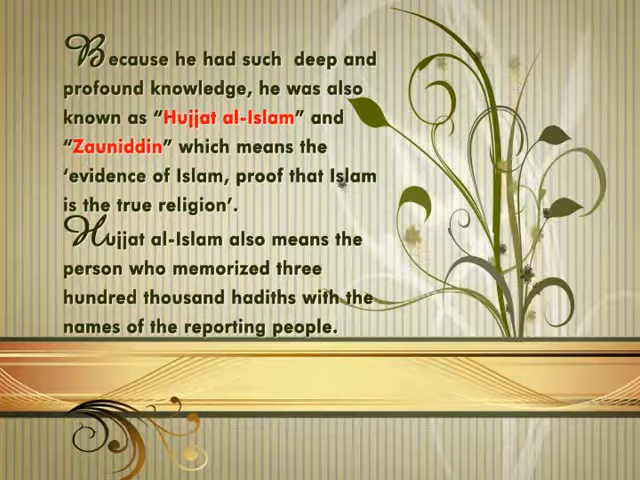 Because he had such deep and
profound knowledge, he was also
known as “Hujjat al-Islam” and
“Zauniddin” which means the
‘evidence of Islam, proof that Islam
is the true religion’.
Hujjat al-Islam also means the
person who memorized three
hundred thousand hadiths with the
names of the reporting people.